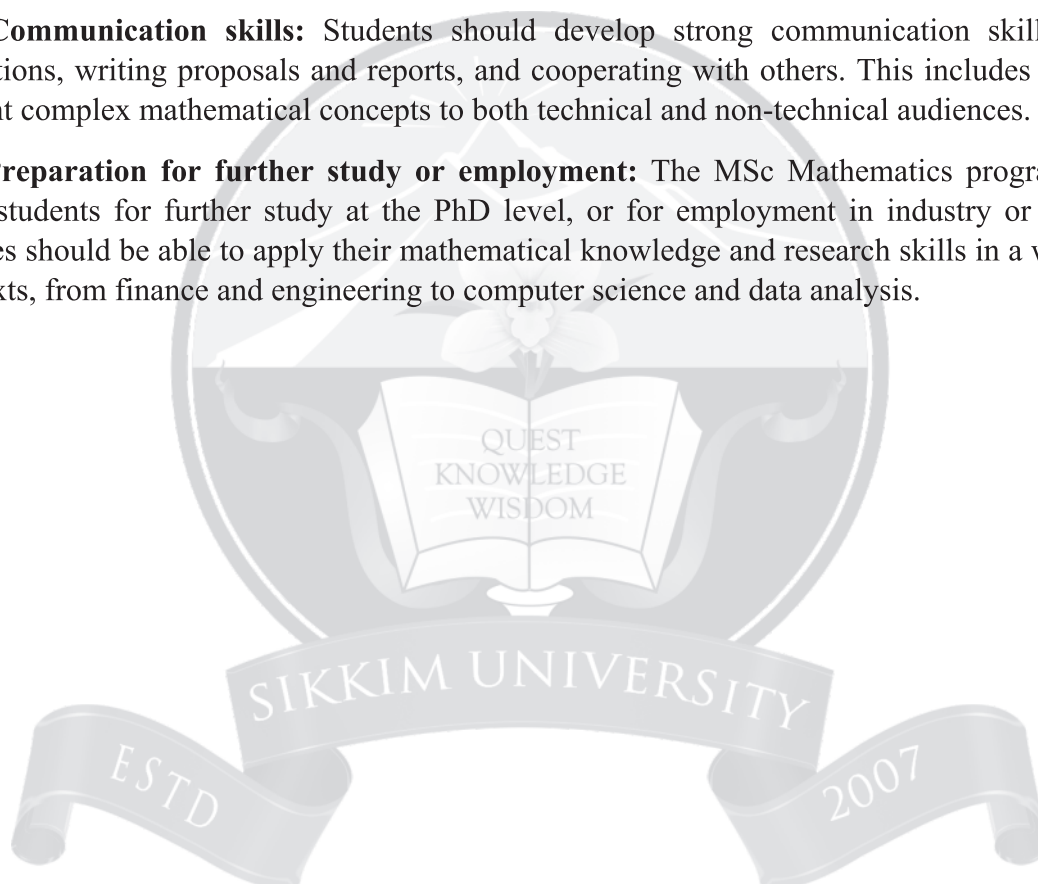 Communication skills: Students should develop strong communication
tions, writing proposals and reports, and cooperating with others. This includes
complex mathematical concepts to both technical and non-technical audiences.
Preparation for further study or employment: The MSc Mathematics
students for further study at the PhD level, or for employment in industry or
es should be able to apply their mathematical knowledge and research skills in a
xts, from finance and engineering to computer science and data analysis.
QUEST
KNOWLEDGE
WISDOM
SIKKIM UNIVERSITY
ESTD
2007